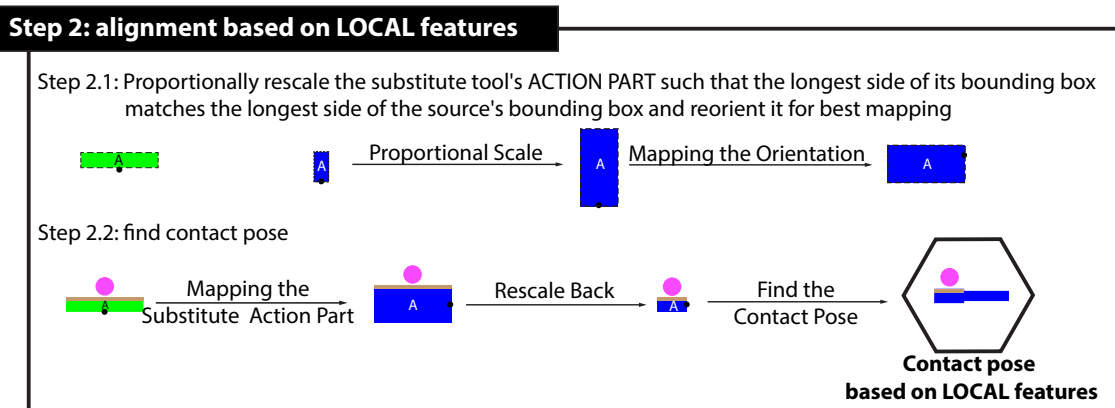 Step 2: alignment based on LOCAL features
Step 2.1: Proportionally rescale the substitute tool's ACTION PART such that the longest side of its bounding box
matches the longest side of the source's bounding box and reorient it for best mapping
A
A
Proportional Scale
A
Mapping the Orientation
A
Step 2.2: find contact pose
A
Mapping the
Substitute Action Part
A
Rescale Back
A
Find the
Contact Pose
Contact pose
based on LOCAL features